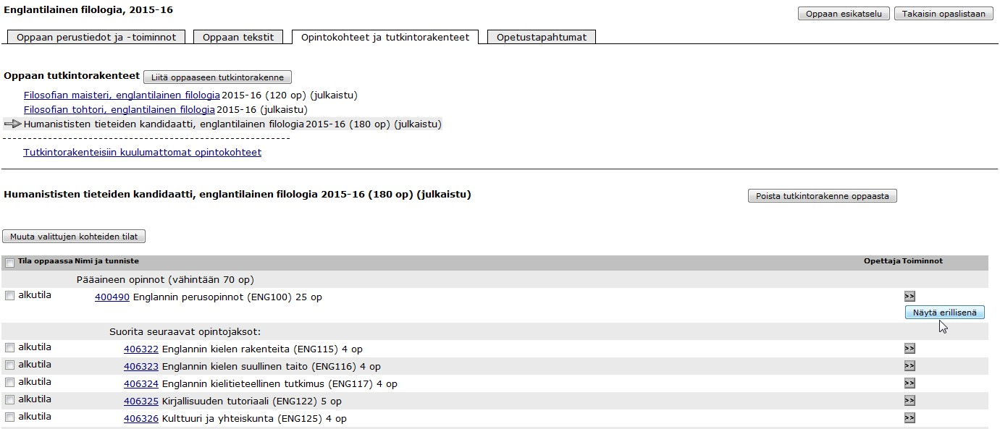 Englantilainen filologia, 2015-16
Oppaan esikatselu Takaisin opaslistaan
Oppaan perustiedot ja -toiminnot Oppaan tekstit Opintokohteet ja tutkintorakenteet Opetustapahtumat
Oppaan tutkintorakenteet Liitä oppaaseen tutkintorakenne
Filosofian maisteri, englantilainen filologia 2015-16 (120 op) (julkaistu)
Filosofian tohtori, englantilainen filologia 2015-16 (julkaistu)
Humanististen tieteiden kandidaatti, englantilainen filologia 2015-16 (180 op) (julkaistu)
Tutkintorakenteisiin kuulumattomat opintokohteet
Humanististen tieteiden kandidaatti, englantilainen filologia 2015-16 (180 op) (julkaistu) Poista tutkintorakenne oppaasta
Muuta valittujen kohteiden tilat
Tila oppaassa Nimi ja tunniste Opettaja Toiminnot
Pääaineen opinnot (vähintään 70 op)
alkutila 400490 Englannin perusopinnot (ENG100) 25 op >>
Näytä erillisenä
Suorita seuraavat opintojaksot:
alkutila 406322 Englannin kielen rakenteita (ENG115) 4 op >>
alkutila 406323 Englannin kielen suullinen taito (ENG116) 4 op >>
alkutila 406324 Englannin kielitieteellinen tutkimus (ENG117) 4 op >>
alkutila 406325 Kirjallisuuden tutoriaali (ENG122) 5 op >>
alkutila 406326 Kulttuuri ja yhteiskunta (ENG125) 4 op >>